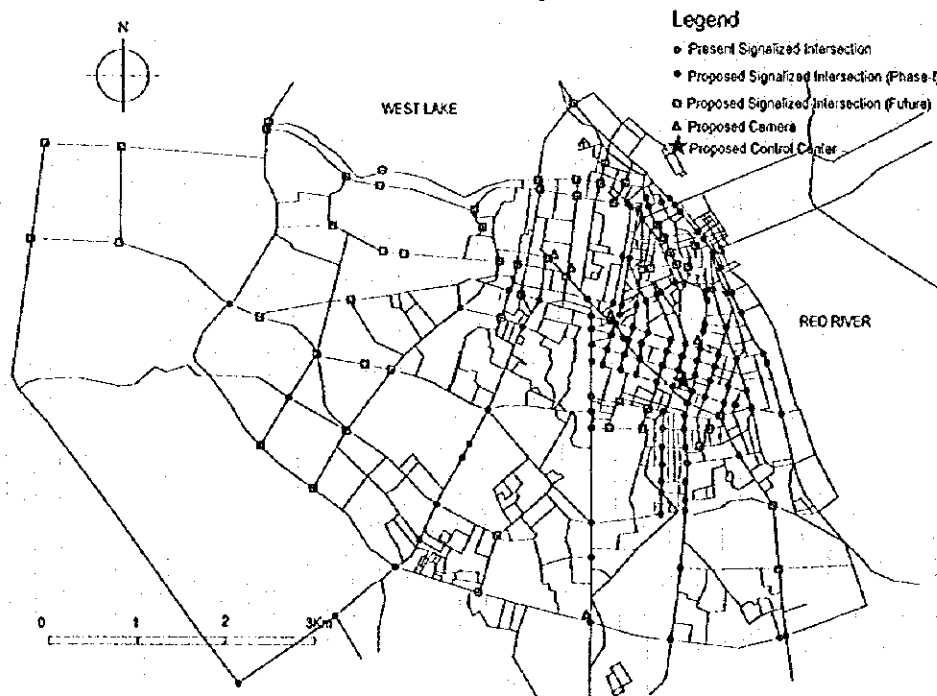 N
WEST LAKE
Legend
Present Signalized Intersection
Proposed Signalized Intersection (Phase-I
Proposed Signalized Intersection (Future)
Proposed Camera
Proposed Control Center
RED RIVER
0 1 2 3Km